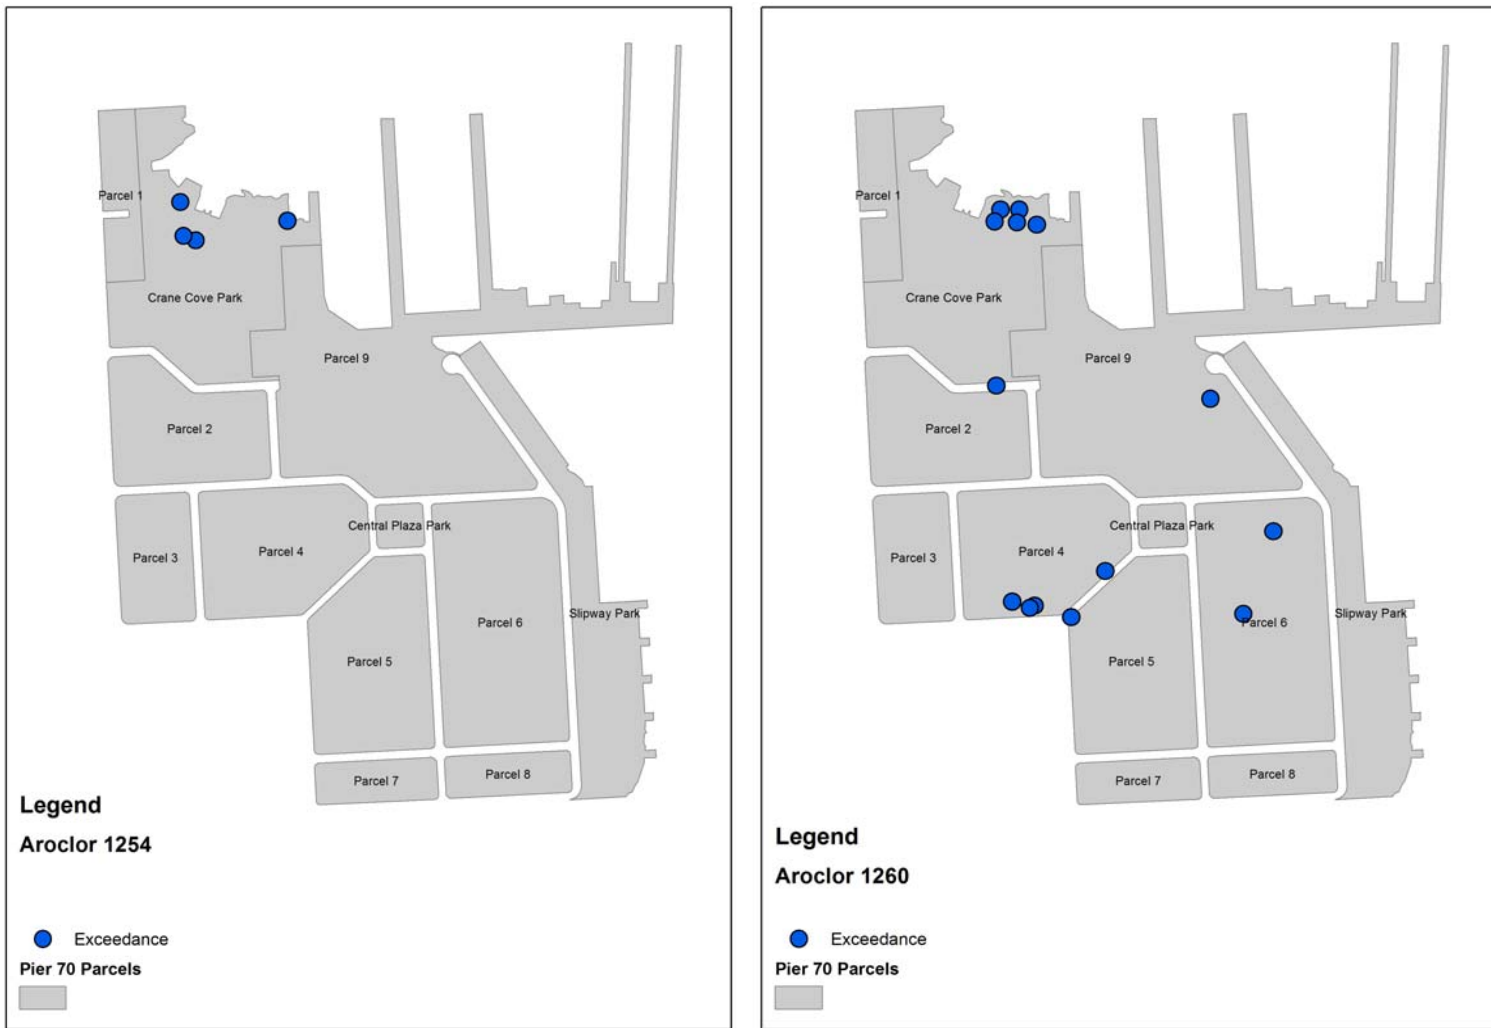 Parcel 1
Crane Cove Park
Parcel 9
Parcel 2
Central Plaza Park
Parcel 3
Parcel 4
Slipway Park
Parcel 6
Parcel 5
Parcel 7
Parcel 8
Legend
Aroclor 1254
Exceedance
Pier 70 Parcels
Parcel 1
Crane Cove Park
Parcel 9
Parcel 2
Central Plaza Park
Parcel 3
Parcel 4
Slipway Park
Parcel 6
Parcel 5
Parcel 7
Parcel 8
Legend
Aroclor 1260
Exceedance
Pier 70 Parcels